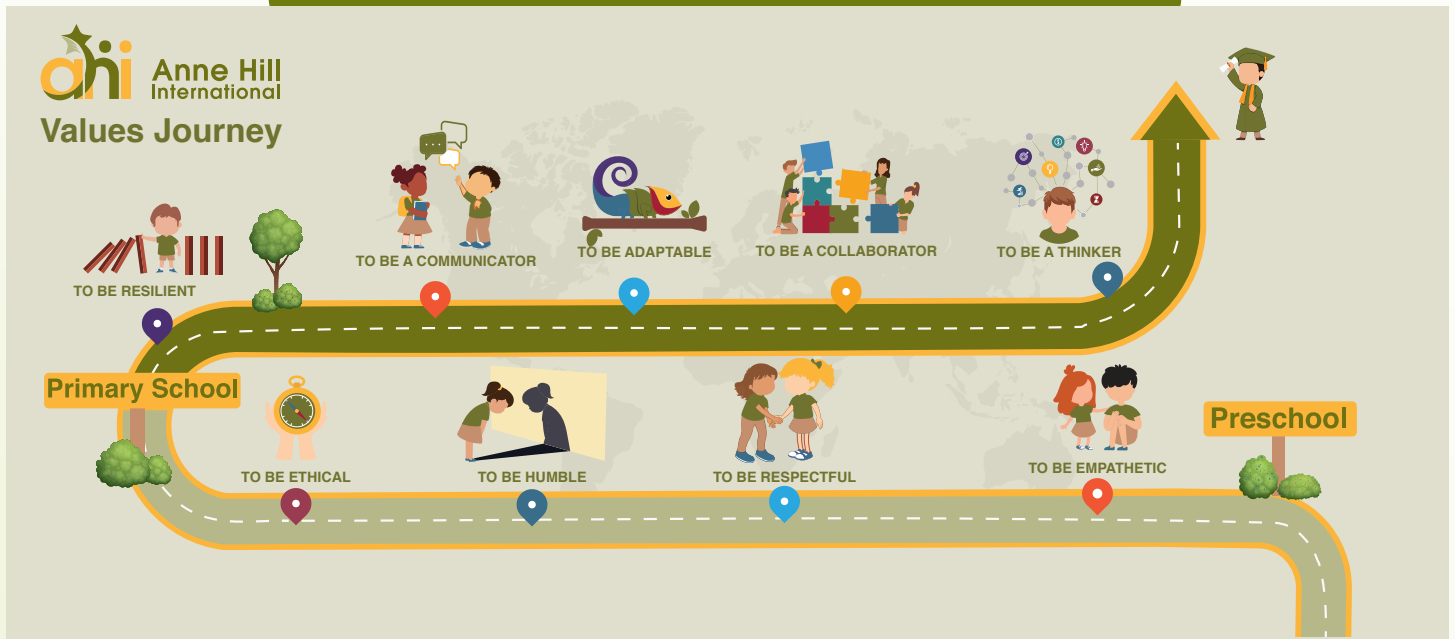 ahi
Anne Hill
International
Values Journey
TO BE RESILIENT
TO BE A COMMUNICATOR
TO BE ADAPTABLE
TO BE A COLLABORATOR
TO BE A THINKER
Primary School
TO BE ETHICAL
TO BE HUMBLE
TO BE RESPECTFUL
TO BE EMPATHETIC
Preschool